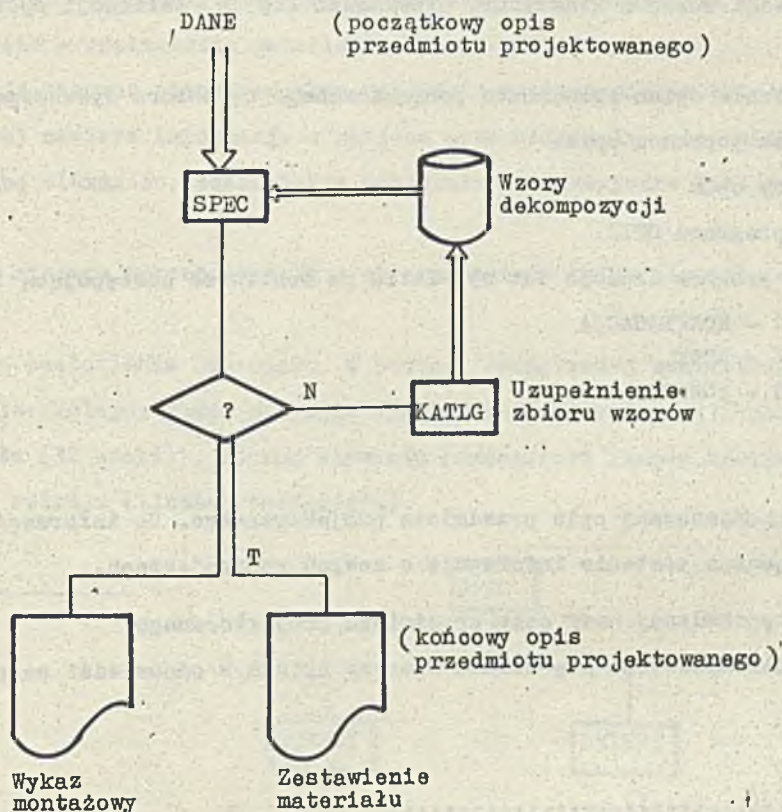 DANE
(początkowy opis
przedmiotu projektowanego)
SPEC
Wzory
dekompozycji
?
N
KATLG
Uzupełnienie
zbioru wzorów
T
(końcowy opis
przedmiotu projektowanego)
Wykaz
montażowy
Zestawienie
materiału